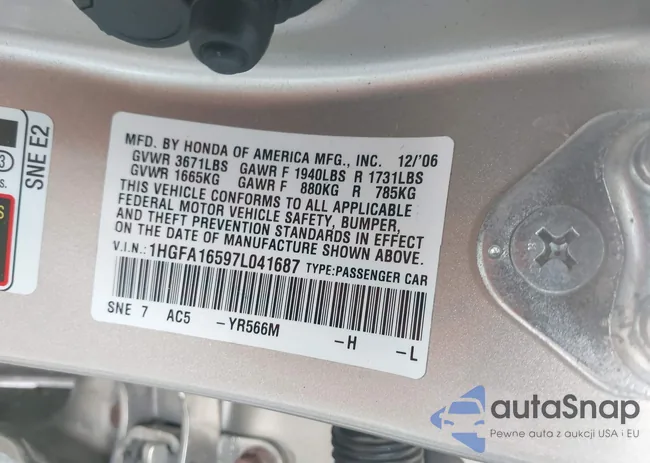 SNE E2
3
s.
S
MFD. BY HONDA OF AMERICA MFG., INC. 12/'06
GVWR 3671LBS GAWR F 1940LBS R 1731LBS
GVWR 1665KG GAWR F 880KG R 785KG
THIS VEHICLE CONFORMS TO ALL APPLICABLE
FEDERAL MOTOR VEHICLE SAFETY, BUMPER,
AND THEFT PREVENTION STANDARDS IN EFFECT
ON THE DATE OF MANUFACTURE SHOWN ABOVE.
V.I.N.: 1HGFA16597L041687 TYPE:PASSENGER CAR
SNE 7 AC5 -YR566M -H -L
autaSnap
Pewne auta z aukcji USA i EU